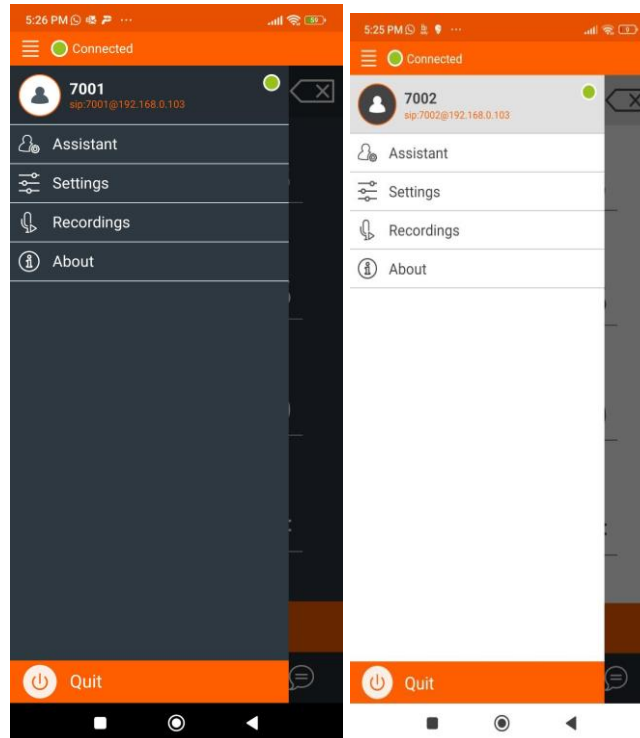 5:26 PM
59
Connected
7001
sip:7001@192.168.0.103
Assistant
Settings
Recordings
About
Quit
5:25 PM
Connected
7002
sip:7002@192.168.0.103
Assistant
Settings
Recordings
About
Quit